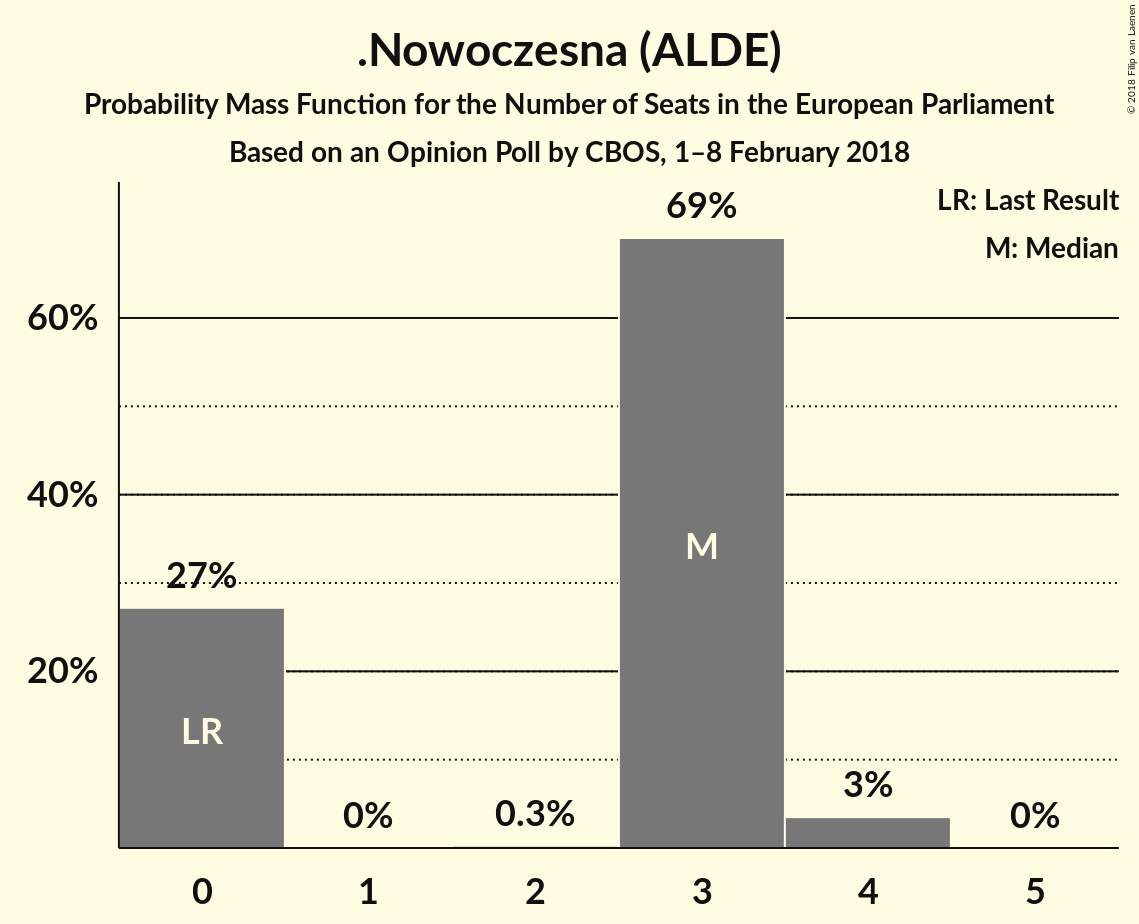 .Nowoczesna (ALDE)
Probability Mass Function for the Number of Seats in the European Parliament
Based on an Opinion Poll by CBOS, 1–8 February 2018
© 2018 Filip van Laenen
LR: Last Result
M: Median
69%
60%
40%
M
27%
20%
LR
3%
0%
0.3%
0%
0 1 2 3 4 5